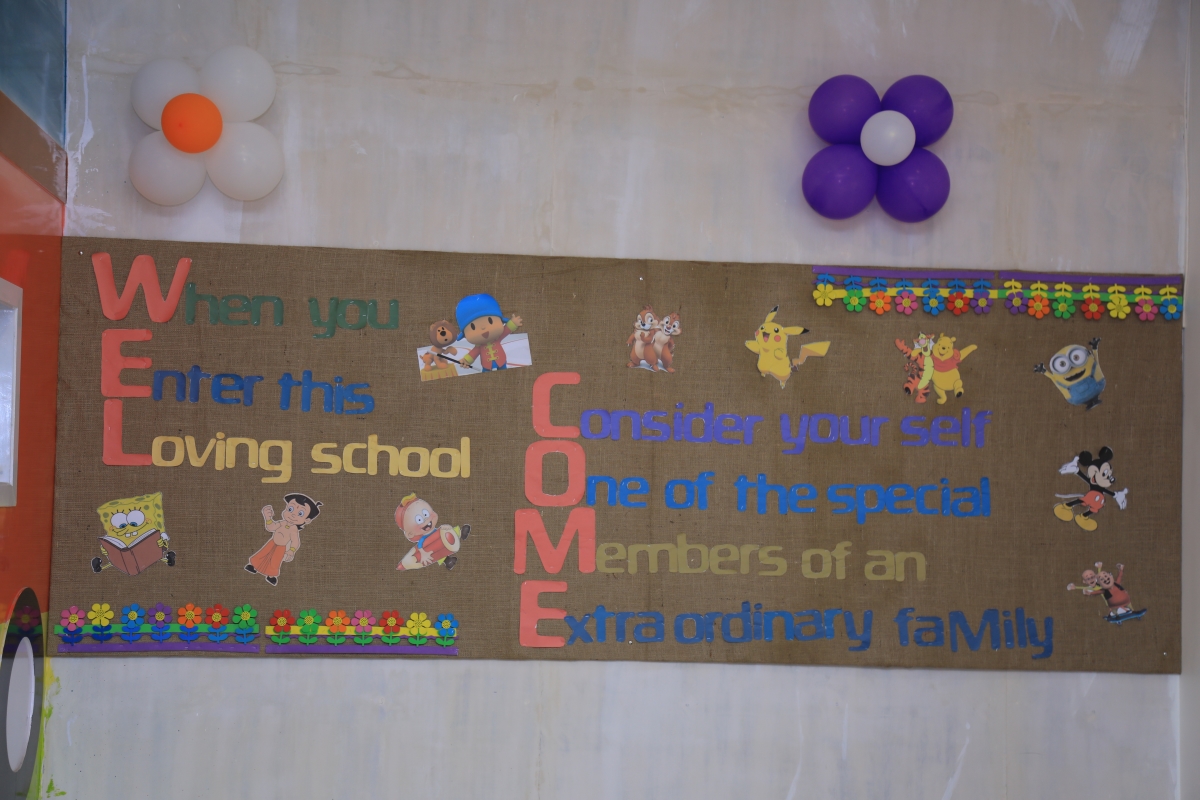 When you
Enter this
Loving school
Consider your self
One of the special
Members of an
Extra ordinary faMily